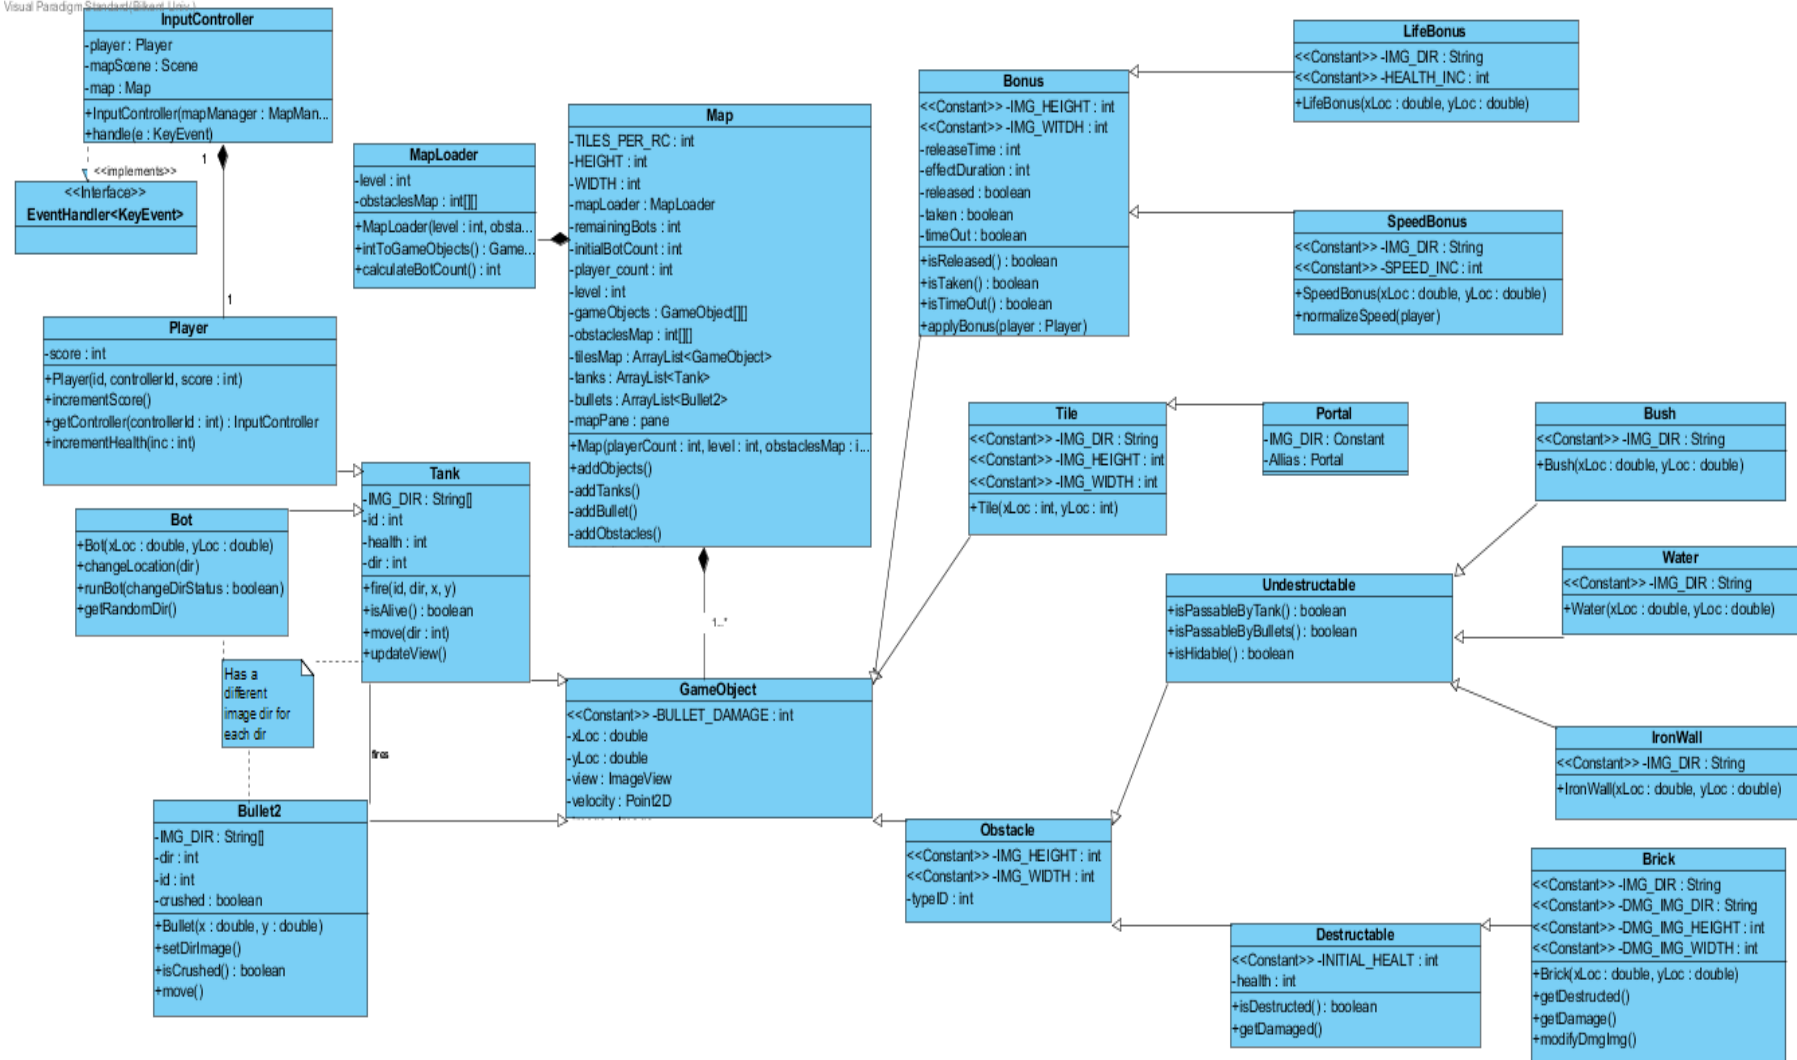 Visual Paradigm Standard(Bilkent Univ.)
InputController
-player : Player
-mapScene : Scene
-map : Map
+InputController(mapManager : MapMan...
+handle(e : KeyEvent)
1
<<implements>>
<<Interface>>
EventHandler<KeyEvent>
1
MapLoader
-level : int
-obstaclesMap : int[][]
+MapLoader(level : int, obsta...
+intToGameObjects() : Game...
+calculateBotCount() : int
Map
-TILES_PER_RC : int
-HEIGHT : int
-WIDTH : int
-mapLoader : MapLoader
-remainingBots : int
-initialBotCount : int
-player_count : int
-level : int
-gameObjects : GameObject[][]
-obstaclesMap : int[][]
-tilesMap : ArrayList<GameObject>
-tanks : ArrayList<Tank>
-bullets : ArrayList<Bullet2>
-mapPane : pane
+Map(playerCount : int, level : int, obstaclesMap : i...
+addObjects()
-addTanks()
-addBullet()
-addObstacles()
1...*
Player
-score : int
+Player(id, controllerId, score : int)
+incrementScore()
+getController(controllerId : int) : InputController
+incrementHealth(inc : int)
Tank
-IMG_DIR : String[]
-id : int
-health : int
-dir : int
+fire(id, dir, x, y)
+isAlive() : boolean
+move(dir : int)
+updateView()
Bot
+Bot(xLoc : double, yLoc : double)
+changeLocation(dir)
+runBot(changeDirStatus : boolean)
+getRandomDir()
Has a
different
image dir for
each dir
fires
Bullet2
-IMG_DIR : String[]
-dir : int
-id : int
-crushed : boolean
+Bullet(x : double, y : double)
+setDirImage()
+isCrushed() : boolean
+move()
GameObject
<<Constant>> -BULLET_DAMAGE : int
-xLoc : double
-yLoc : double
-view : ImageView
-velocity : Point2D
Bonus
<<Constant>> -IMG_HEIGHT : int
<<Constant>> -IMG_WITDH : int
-releaseTime : int
-effectDuration : int
-released : boolean
-taken : boolean
-timeOut : boolean
+isReleased() : boolean
+isTaken() : boolean
+isTimeOut() : boolean
+applyBonus(player : Player)
LifeBonus
<<Constant>> -IMG_DIR : String
<<Constant>> -HEALTH_INC : int
+LifeBonus(xLoc : double, yLoc : double)
SpeedBonus
<<Constant>> -IMG_DIR : String
<<Constant>> -SPEED_INC : int
+SpeedBonus(xLoc : double, yLoc : double)
+normalizeSpeed(player)
Tile
<<Constant>> -IMG_DIR : String
<<Constant>> -IMG_HEIGHT : int
<<Constant>> -IMG_WIDTH : int
+Tile(xLoc : int, yLoc : int)
Portal
-IMG_DIR : Constant
-Allias : Portal
Bush
<<Constant>> -IMG_DIR : String
+Bush(xLoc : double, yLoc : double)
Undestructable
+isPassableByTank() : boolean
+isPassableByBullets() : boolean
+isHidable() : boolean
Water
<<Constant>> -IMG_DIR : String
+Water(xLoc : double, yLoc : double)
IronWall
<<Constant>> -IMG_DIR : String
+IronWall(xLoc : double, yLoc : double)
Obstacle
<<Constant>> -IMG_HEIGHT : int
<<Constant>> -IMG_WIDTH : int
-typeID : int
Destructable
<<Constant>> -INITIAL_HEALT : int
-health : int
+isDestructed() : boolean
+getDamaged()
Brick
<<Constant>> -IMG_DIR : String
<<Constant>> -DMG_IMG_DIR : String
<<Constant>> -DMG_IMG_HEIGHT : int
<<Constant>> -DMG_IMG_WIDTH : int
+Brick(xLoc : double, yLoc : double)
+getDestructed()
+getDamage()
+modifyDmgImg()